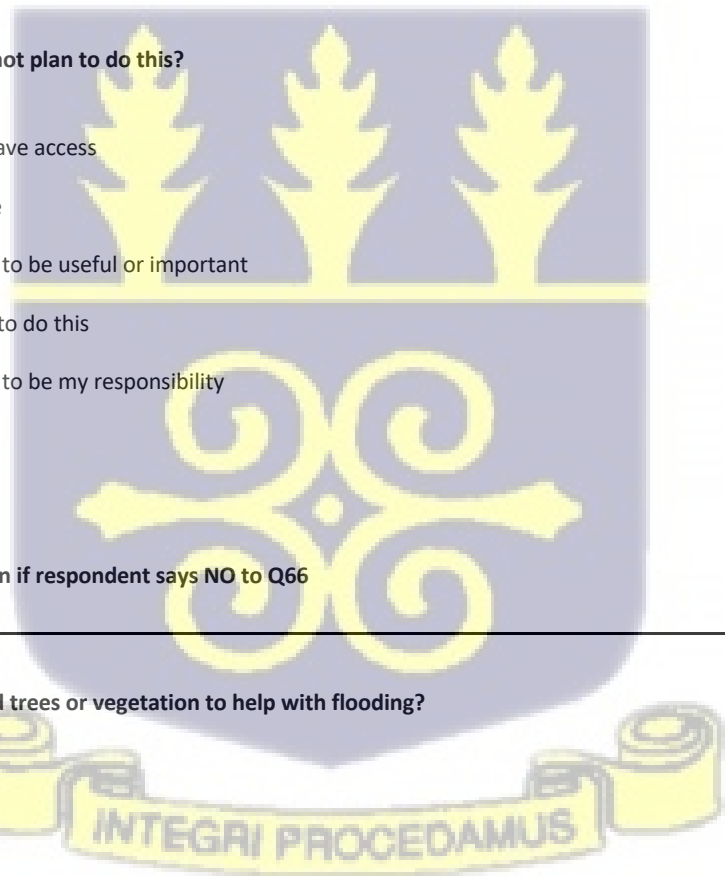 not plan to do this?
ave access
to be useful or important
to do this
to be my responsibility
n if respondent says NO to Q66
trees or vegetation to help with flooding?
INTEGRI PROCEDAMUS